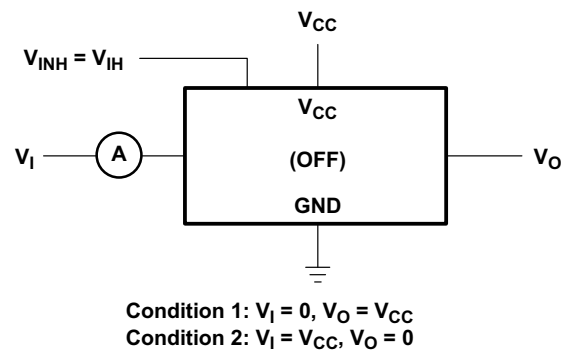 VCC
VINH = VIH
VCC
VI
A
(OFF)
VO
GND
Condition 1: VI = 0, VO = VCC
Condition 2: VI = VCC, VO = 0